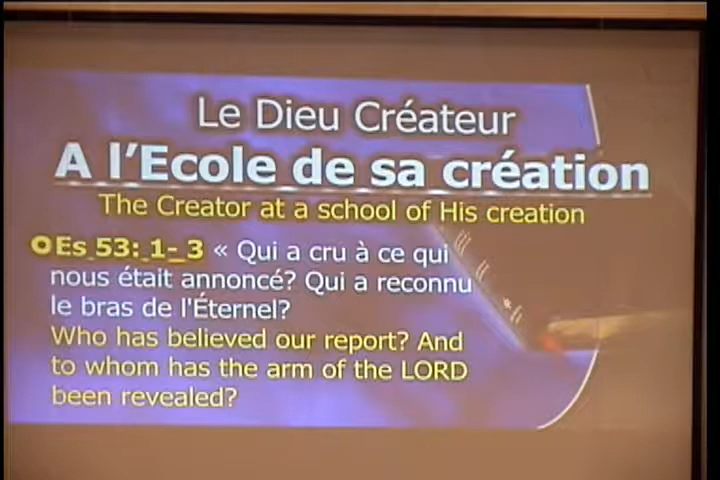 Le Dieu Créateur
A l’Ecole de sa création
The Creator at a school of His creation
Es 53: 1- 3 « Qui a cru à ce qui
nous était annoncé? Qui a reconnu
le bras de l'Éternel?
Who has believed our report? And
to whom has the arm of the LORD
been revealed?